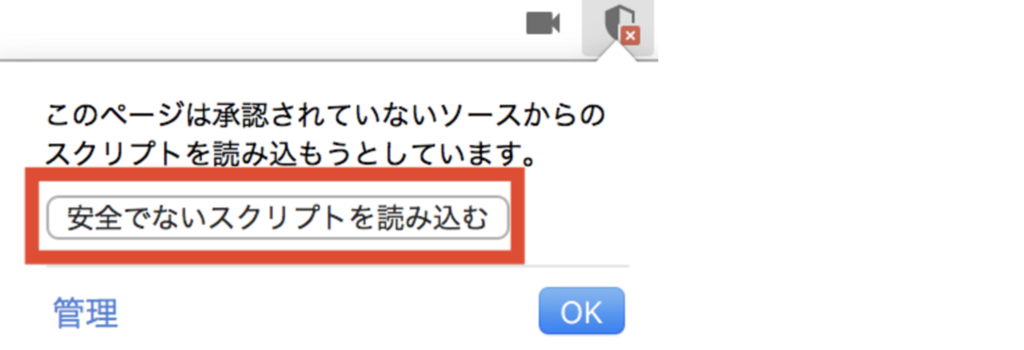 このページは承認されていないソースからの
スクリプトを読み込もうとしています。
安全でないスクリプトを読み込む
管理
OK